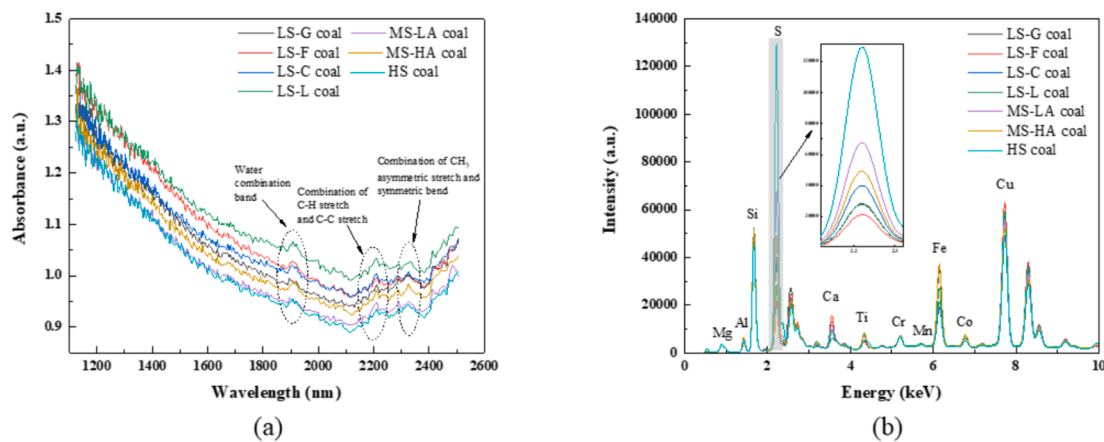 LS-G coal MS-LA coal
LS-F coal MS-HA coal
LS-C coal HS coal
LS-L coal
Water
combination
band
Combination of
C-H stretch
and C-C stretch
Combination of CH3
asymmetric stretch and
symmetric bend
1.5
1.4
1.3
1.2
1.1
1.0
0.9
Absorbance (a.u.)
1200 1400 1600 1800 2000 2200 2400 2600
Wavelength (nm)
(a)
140000
120000
100000
80000
60000
40000
20000
0
Intensity (a.u.)
S
LS-G coal
LS-F coal
LS-C coal
LS-L coal
MS-LA coal
MS-HA coal
HS coal
Mg
Al
Si
Ca
Ti
Cr
Mn
Fe
Co
Cu
0 2 4 6 8 10
Energy (keV)
(b)